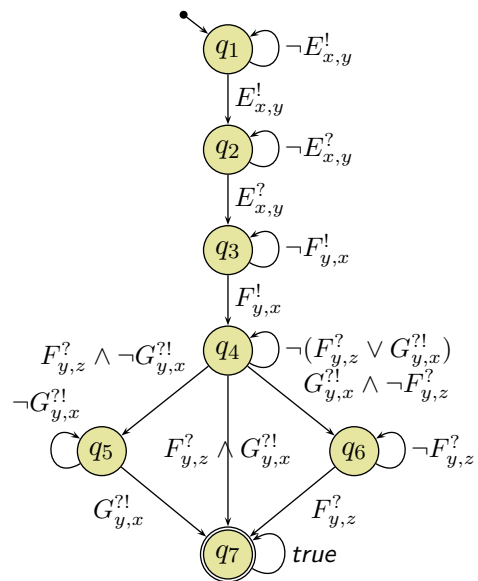 q₁ ¬E!x,y
E!x,y
q₂ ¬E?x,y
E?x,y
q₃ ¬F!y,x
F!y,x
q₄ ¬(F?y,z ∨ G?!y,x)
F?y,z ∧ ¬G?!y,x
G?!y,x ∧ ¬F?y,z
¬G?!y,x
q₅ F?y,z ∧ G?!y,x q₆ ¬F?y,z
G?!y,x F?y,z
q₇ true